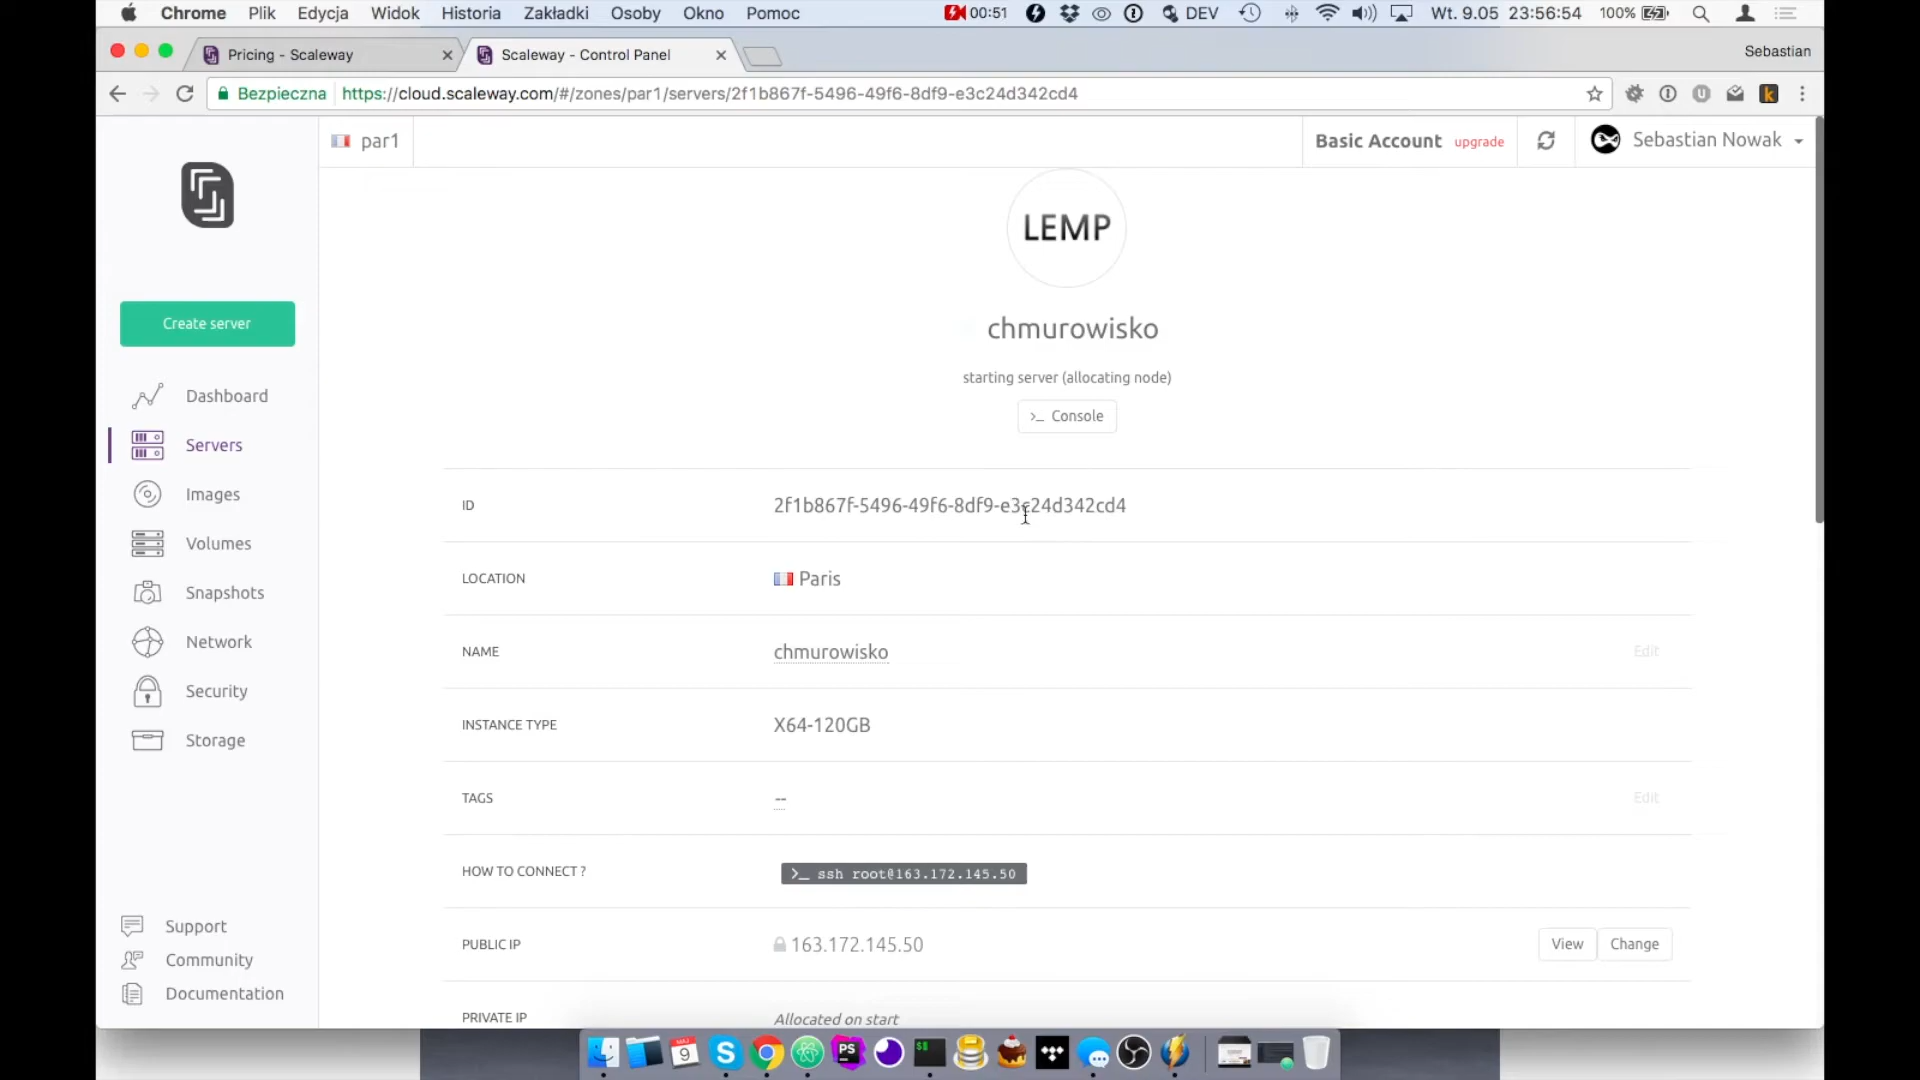 Chrome Plik Edycja Widok Historia Zakładki Osoby Okno Pomoc 00:51 DEV Wt. 9.05 23:56:54 100%
Pricing - Scaleway Scaleway - Control Panel Sebastian
Bezpieczna https://cloud.scaleway.com/#/zones/par1/servers/2f1b867f-5496-49f6-8df9-e3c24d342cd4
par1 Basic Account upgrade Sebastian Nowak
LEMP
chmurowisko
starting server (allocating node)
>_ Console
Create server
Dashboard
Servers
Images
Volumes
Snapshots
Network
Security
Storage
Support
Community
Documentation
ID 2f1b867f-5496-49f6-8df9-e3c24d342cd4
LOCATION Paris
NAME chmurowisko Edit
INSTANCE TYPE X64-120GB
TAGS -- Edit
HOW TO CONNECT ? >_ ssh root@163.172.145.50
PUBLIC IP 163.172.145.50 View Change
PRIVATE IP Allocated on start
9
PS
$